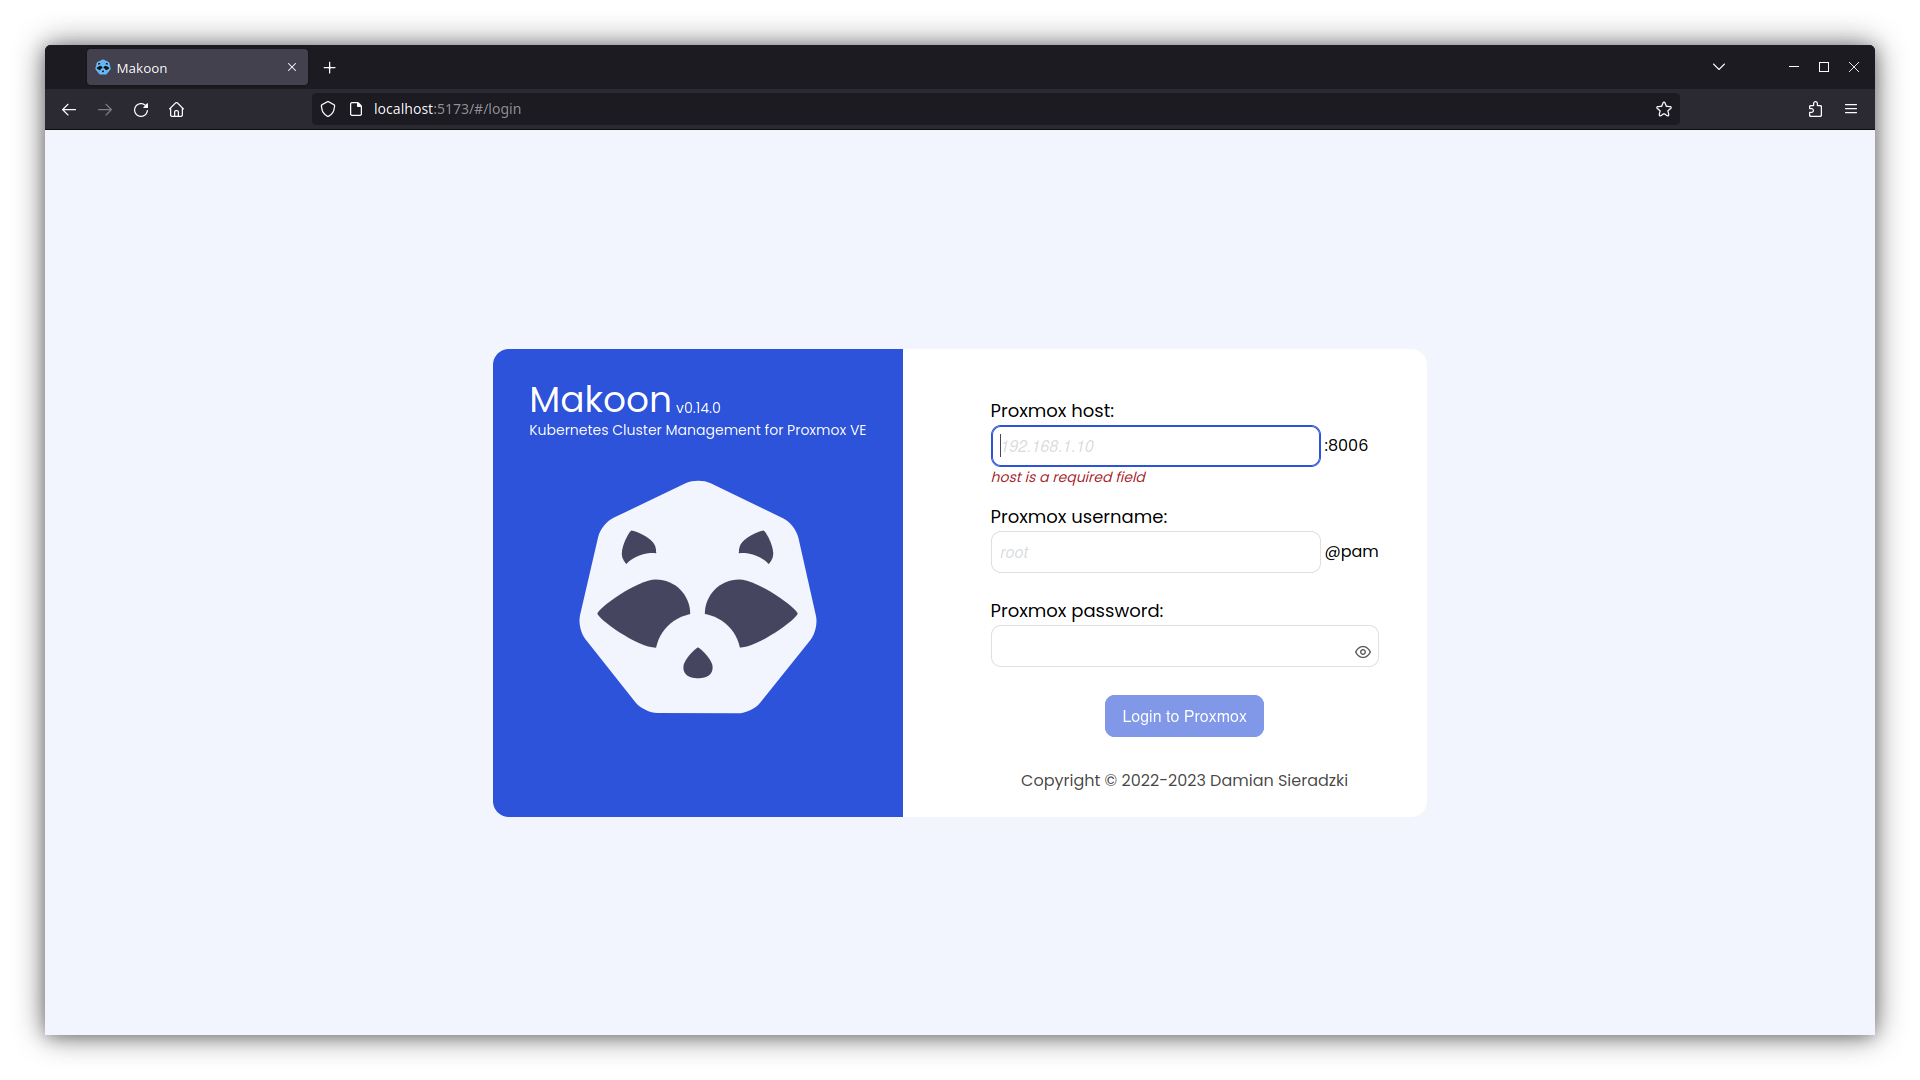 Makoon
localhost:5173/#/login
Makoon v0.14.0
Kubernetes Cluster Management for Proxmox VE
Proxmox host:
192.168.1.10 :8006
host is a required field
Proxmox username:
root @pam
Proxmox password:
Login to Proxmox
Copyright © 2022-2023 Damian Sieradzki